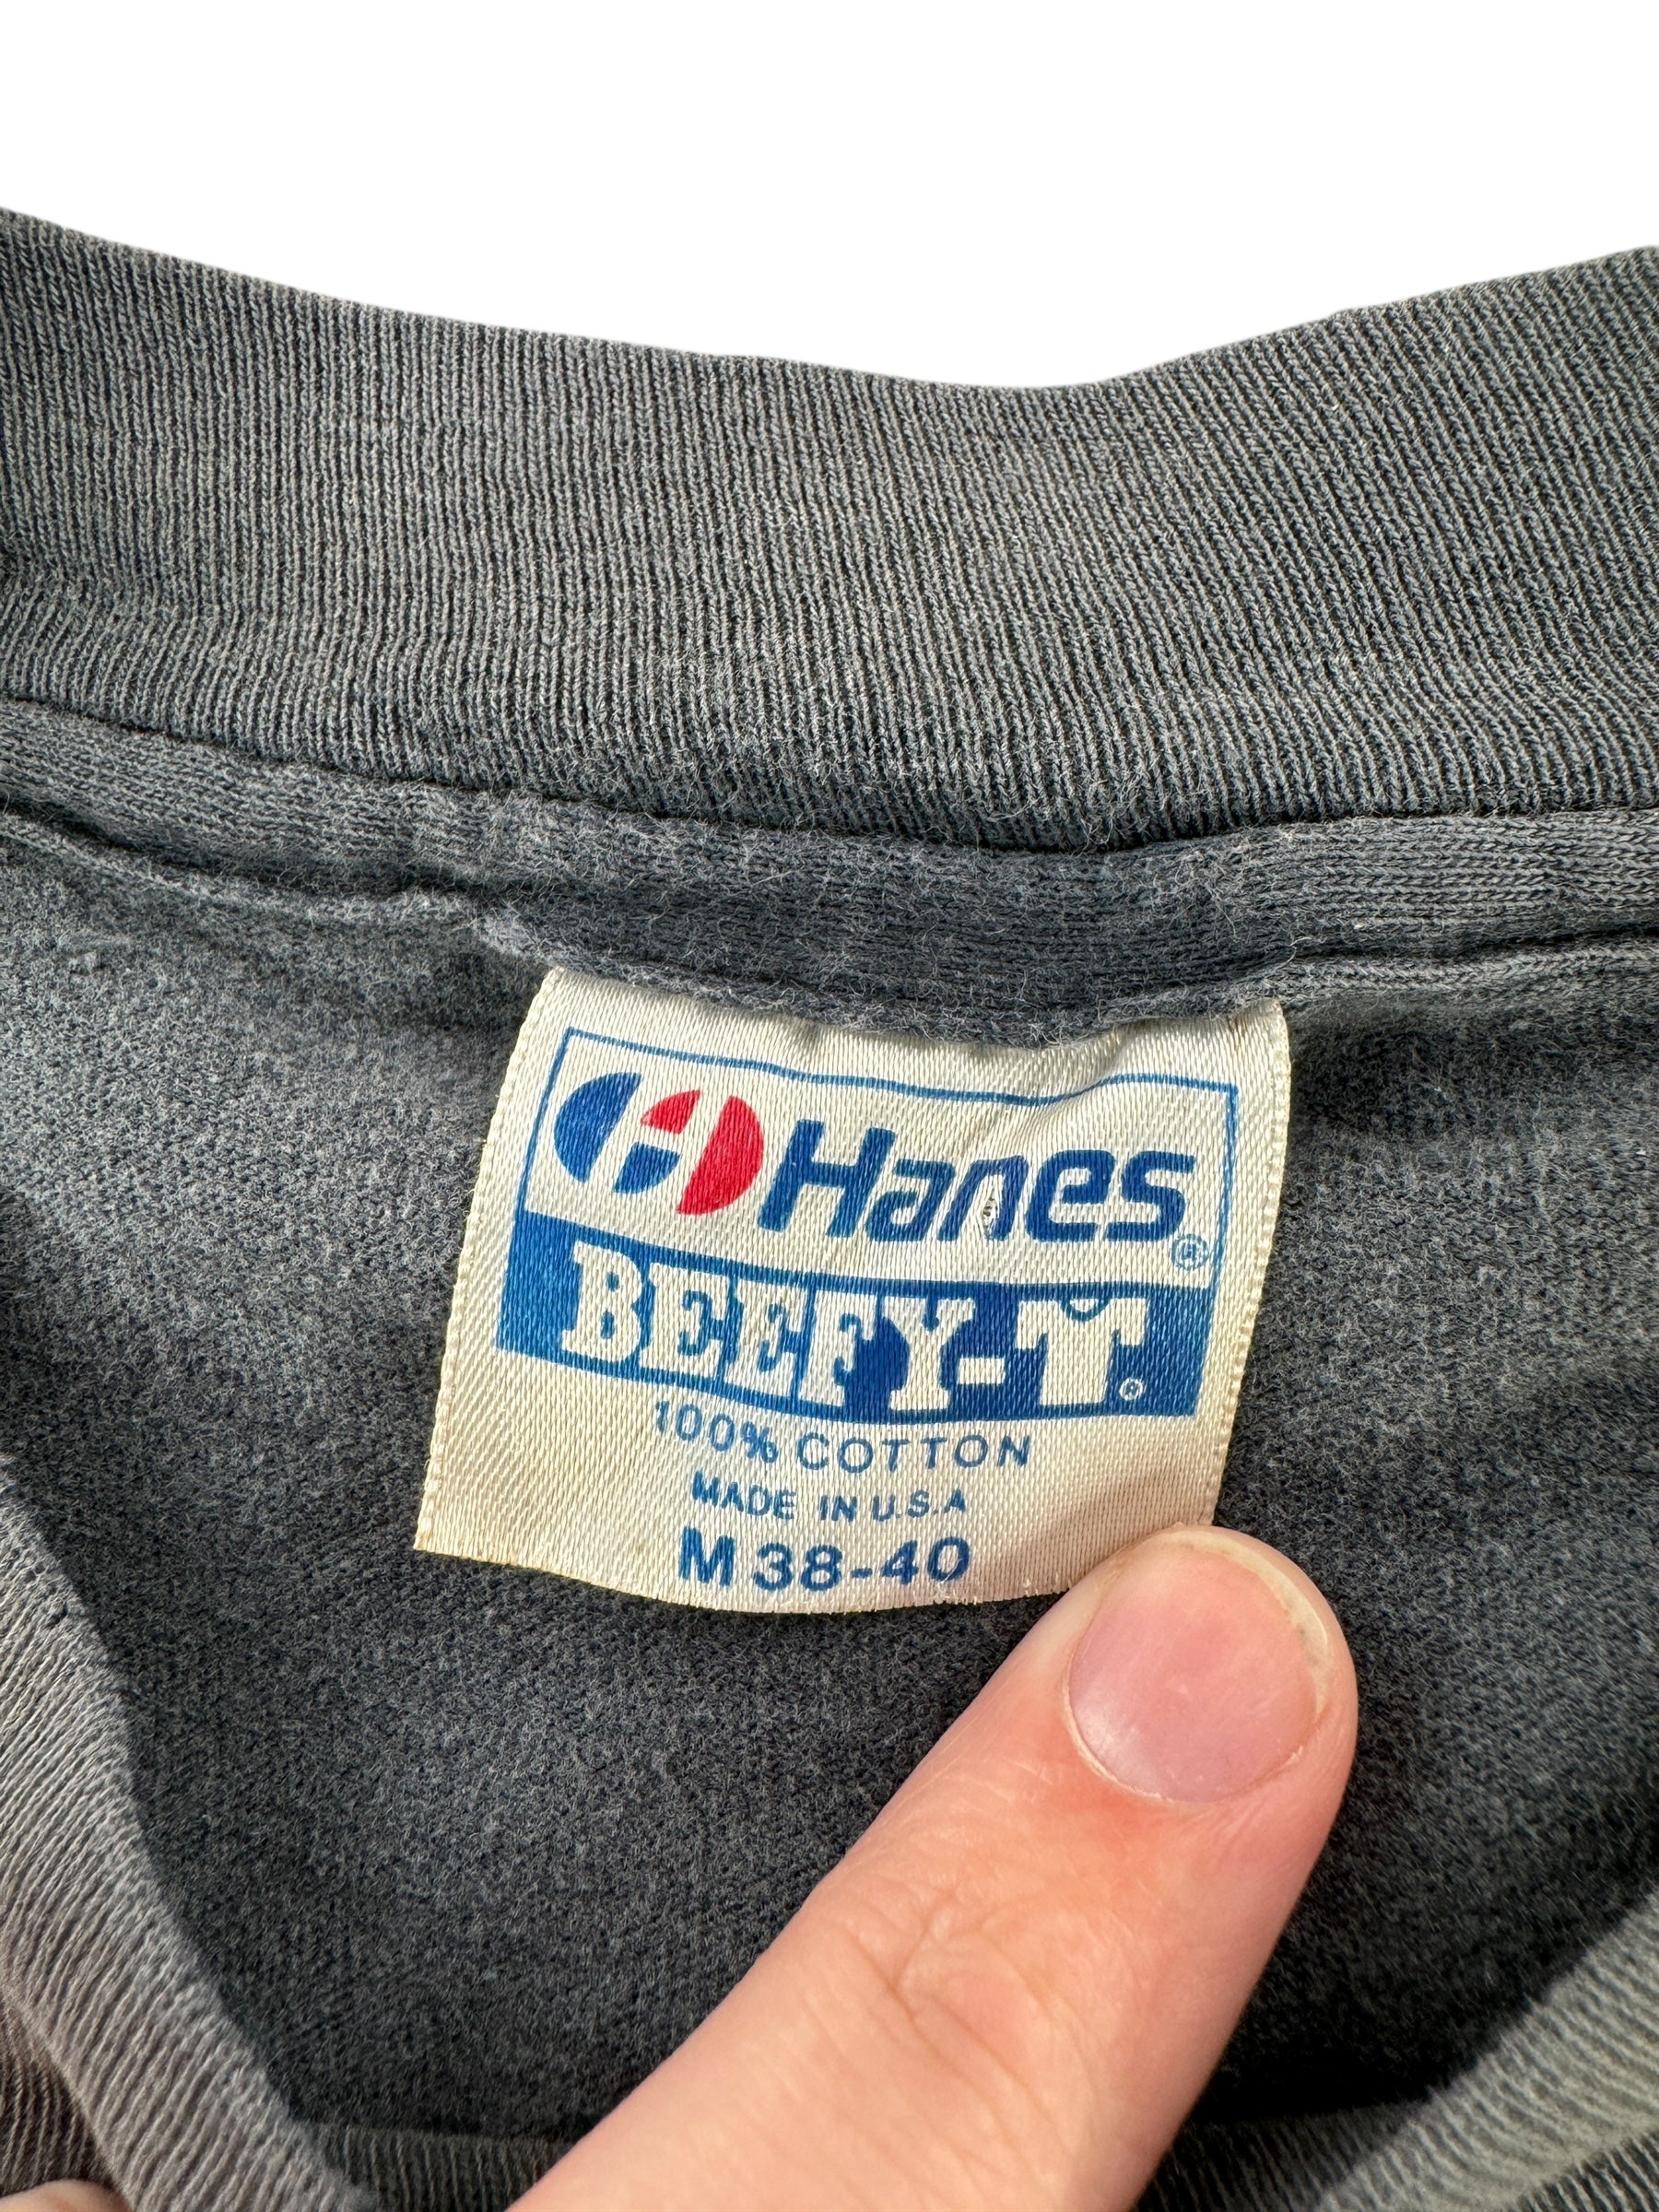 Hanes®
BEEFY-T®
100% COTTON
MADE IN U.S.A
M 38-40